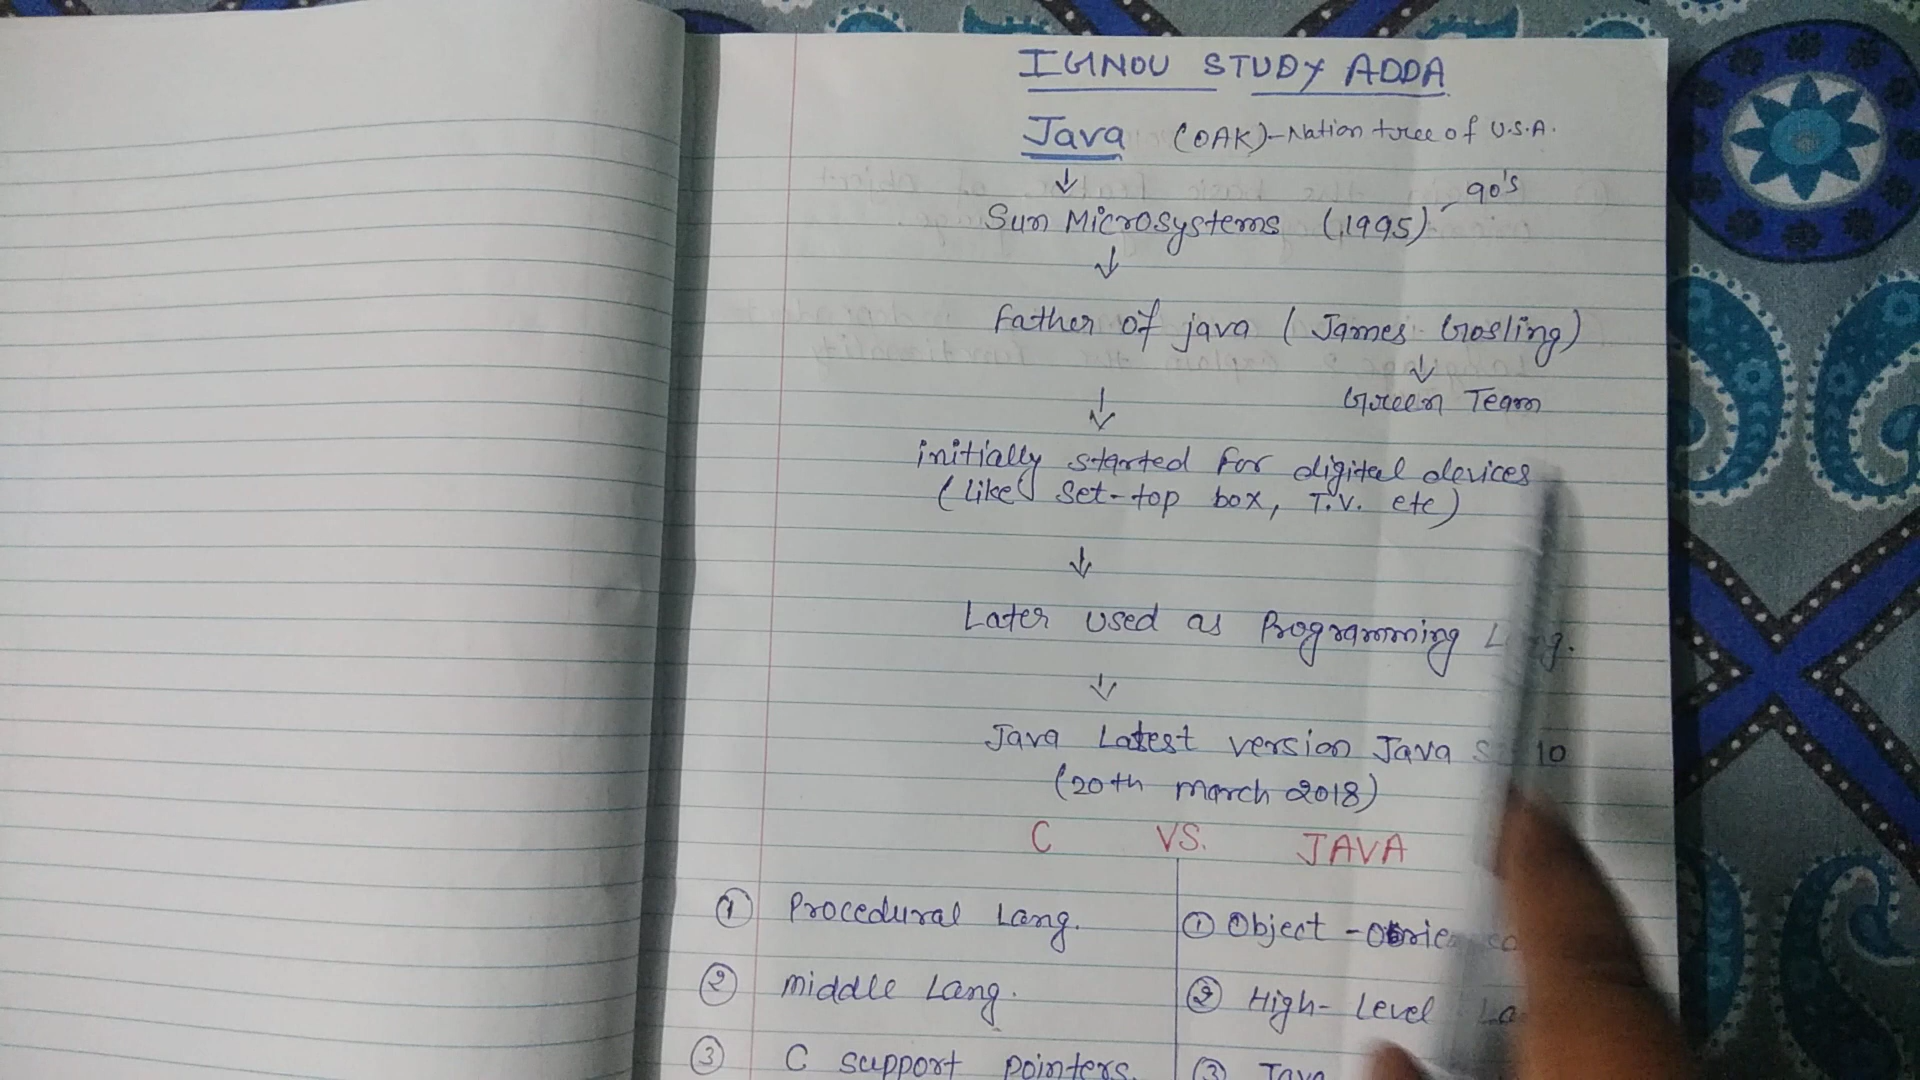 IGNOU STUDY ADDA
Java (OAK)-Nation tree of U.S.A.
↓
Sun Microsystems (1995) - 90's
↓
Father of java (James Gosling)
↓
Green Team
↓
initially started for digital devices
(like set-top box, T.V. etc)
↓
Later used as Programming
↓
Java Latest version Java 10
(20th march 2018)
C VS. JAVA
① Procedural Lang. ① Object -
② middle Lang. ② High-Level
③ C support pointers. ③ Java